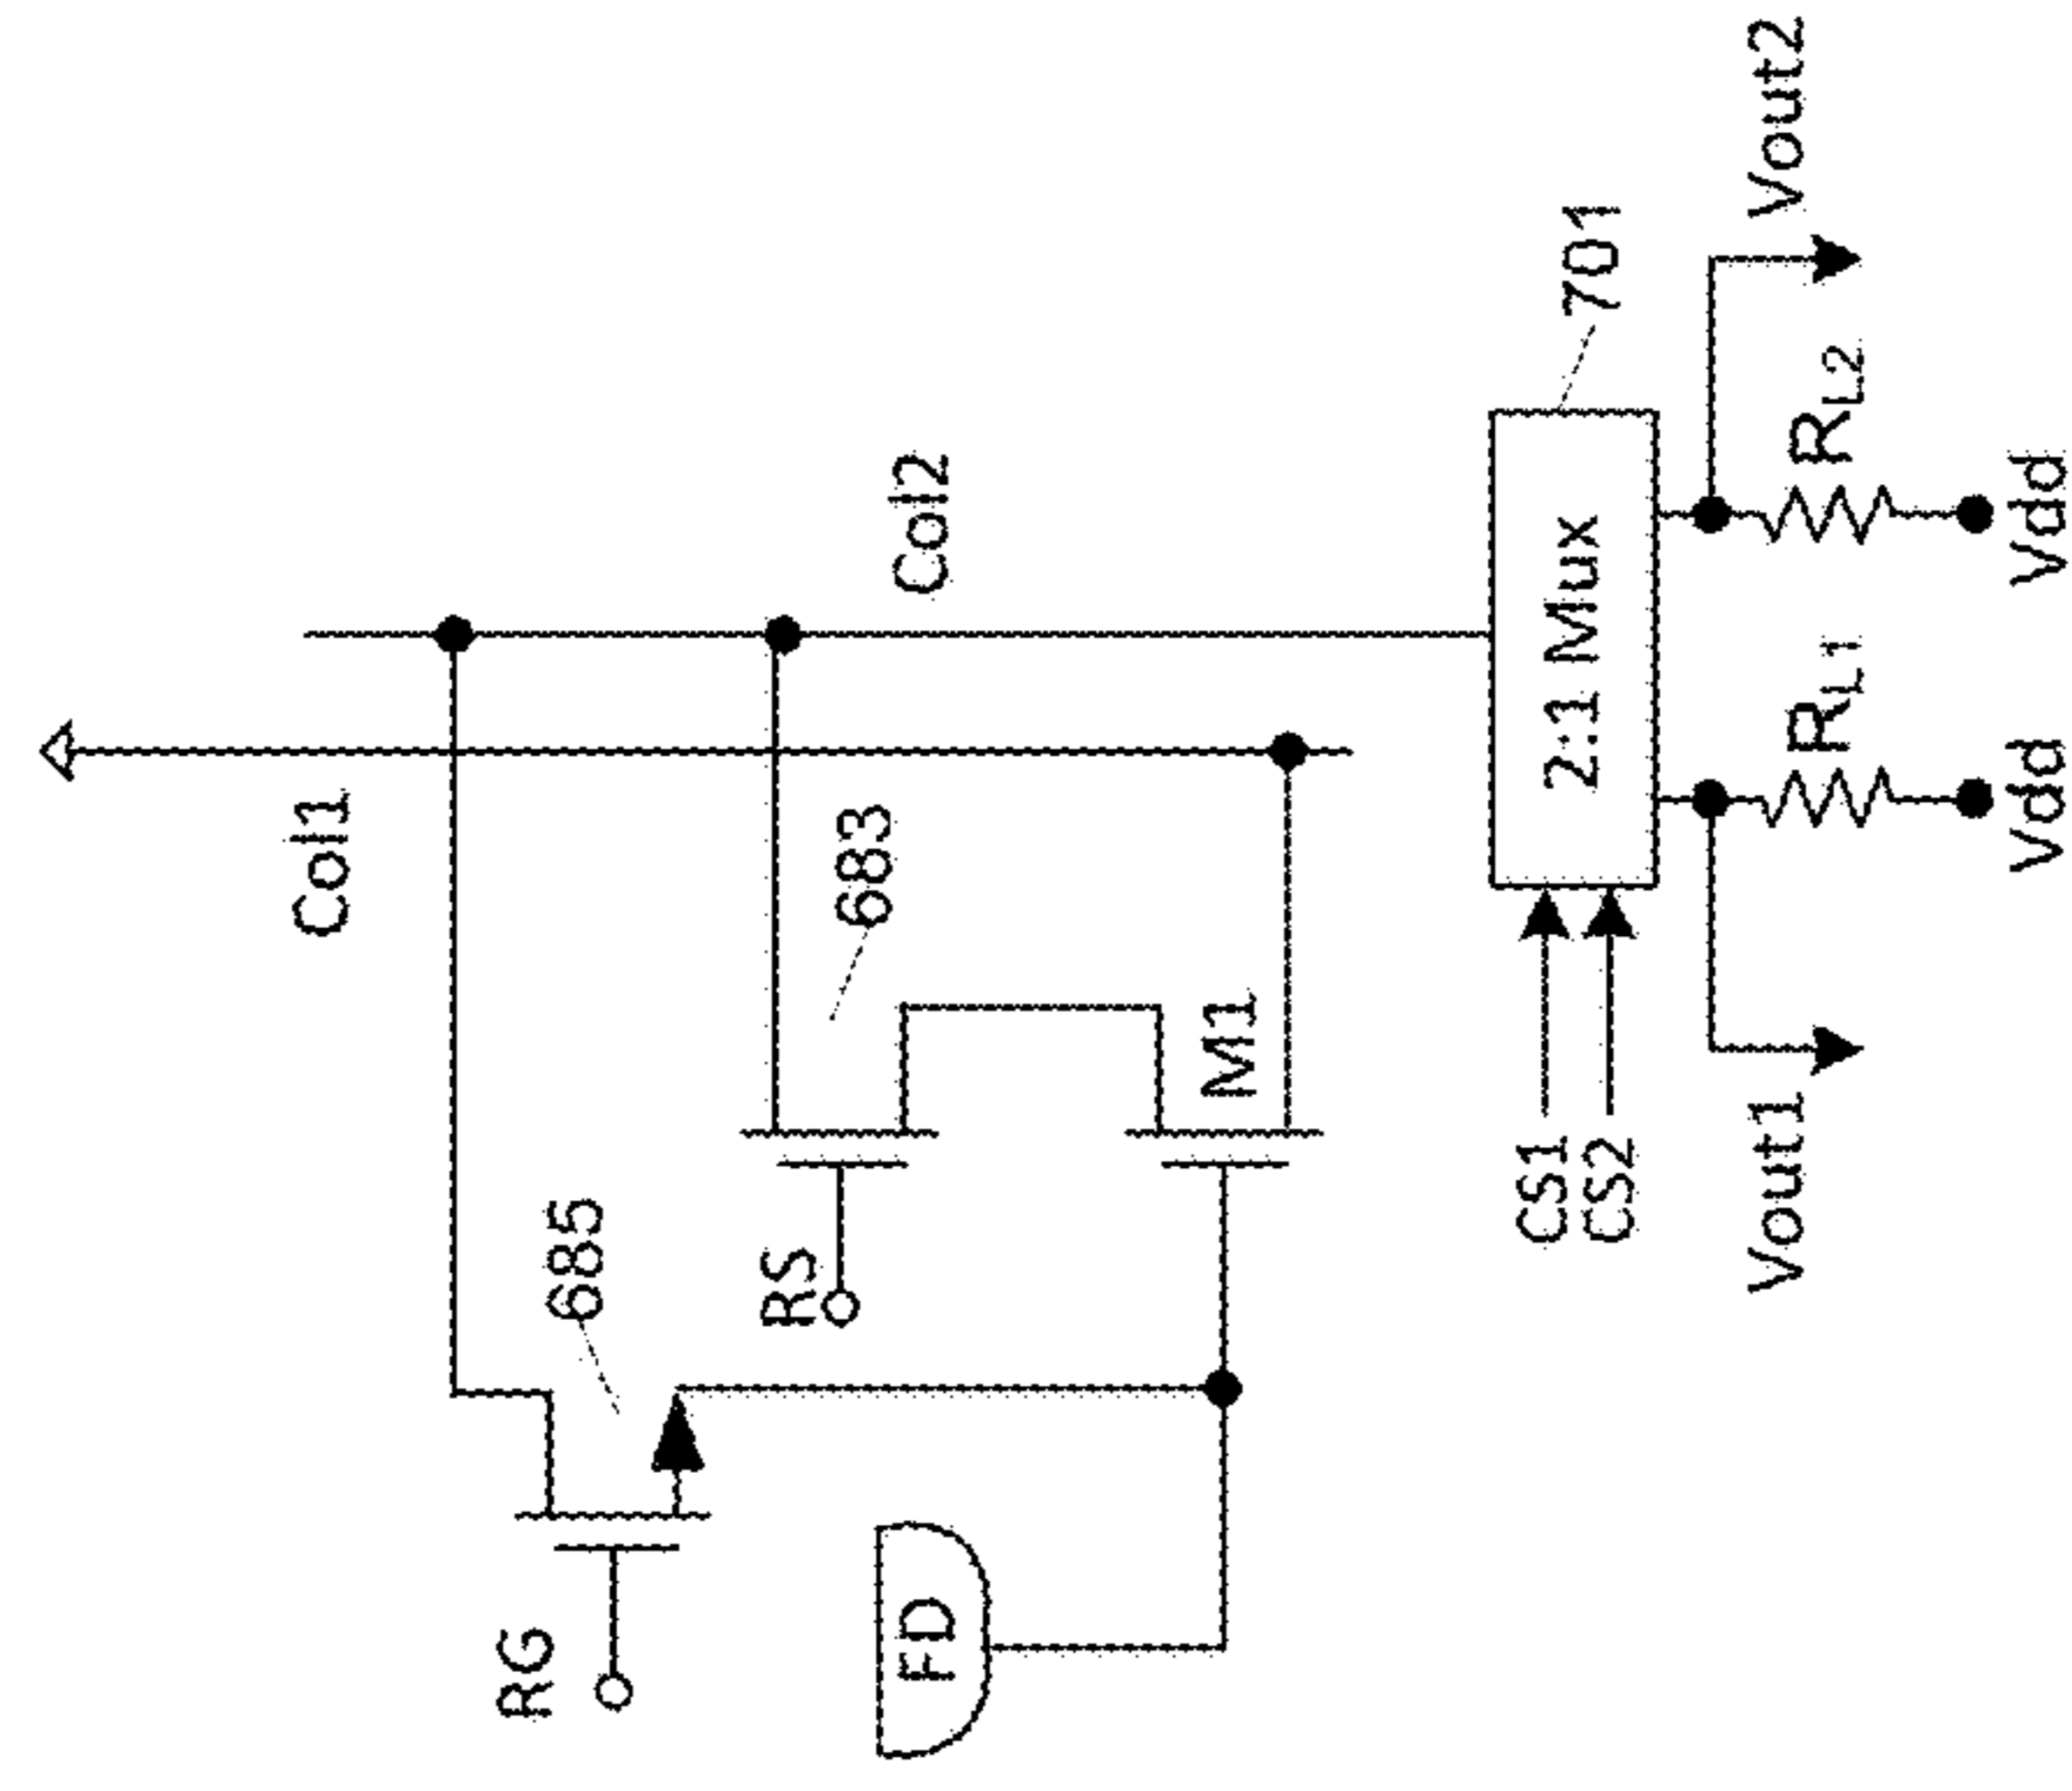 Col1
Col2
685
683
RG
RS
M1
FD
CS1
CS2
2:1 Mux
701
Vout1
RL1
RL2
Vout2
Vdd
Vdd